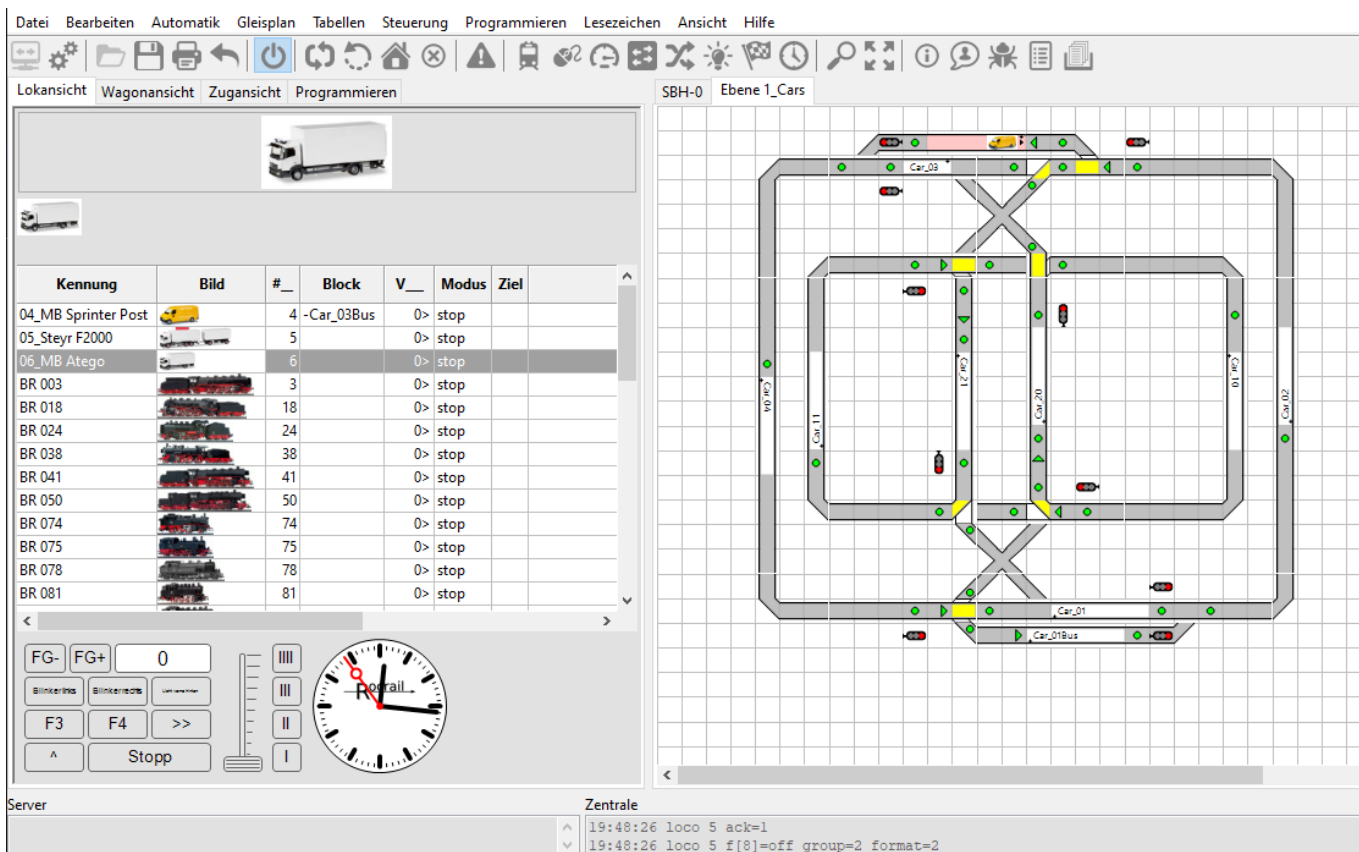 Datei Bearbeiten Automatik Gleisplan Tabellen Steuerung Programmieren Lesezeichen Ansicht Hilfe
Lokansicht Wagonansicht Zugansicht Programmieren
SBH-0 Ebene 1_Cars
Kennung Bild #__ Block V__ Modus Ziel
04_MB Sprinter Post 4 -Car_03Bus 0> stop
05_Steyr F2000 5 0> stop
06_MB Atego 6 0> stop
BR 003 3 0> stop
BR 018 18 0> stop
BR 024 24 0> stop
BR 038 38 0> stop
BR 041 41 0> stop
BR 050 50 0> stop
BR 074 74 0> stop
BR 075 75 0> stop
BR 078 78 0> stop
BR 081 81 0> stop
FG- FG+ 0 IIII
Blinkerlinks Blinkerrechts III
F3 F4 >> II
^ Stopp I
Rocrail
Car_03
Car_04
Car_11
Car_21
Car_20
Car_10
Car_02
Car_01
Car_01Bus
Server Zentrale
19:48:26 loco 5 ack=1
19:48:26 loco 5 f[8]=off group=2 format=2